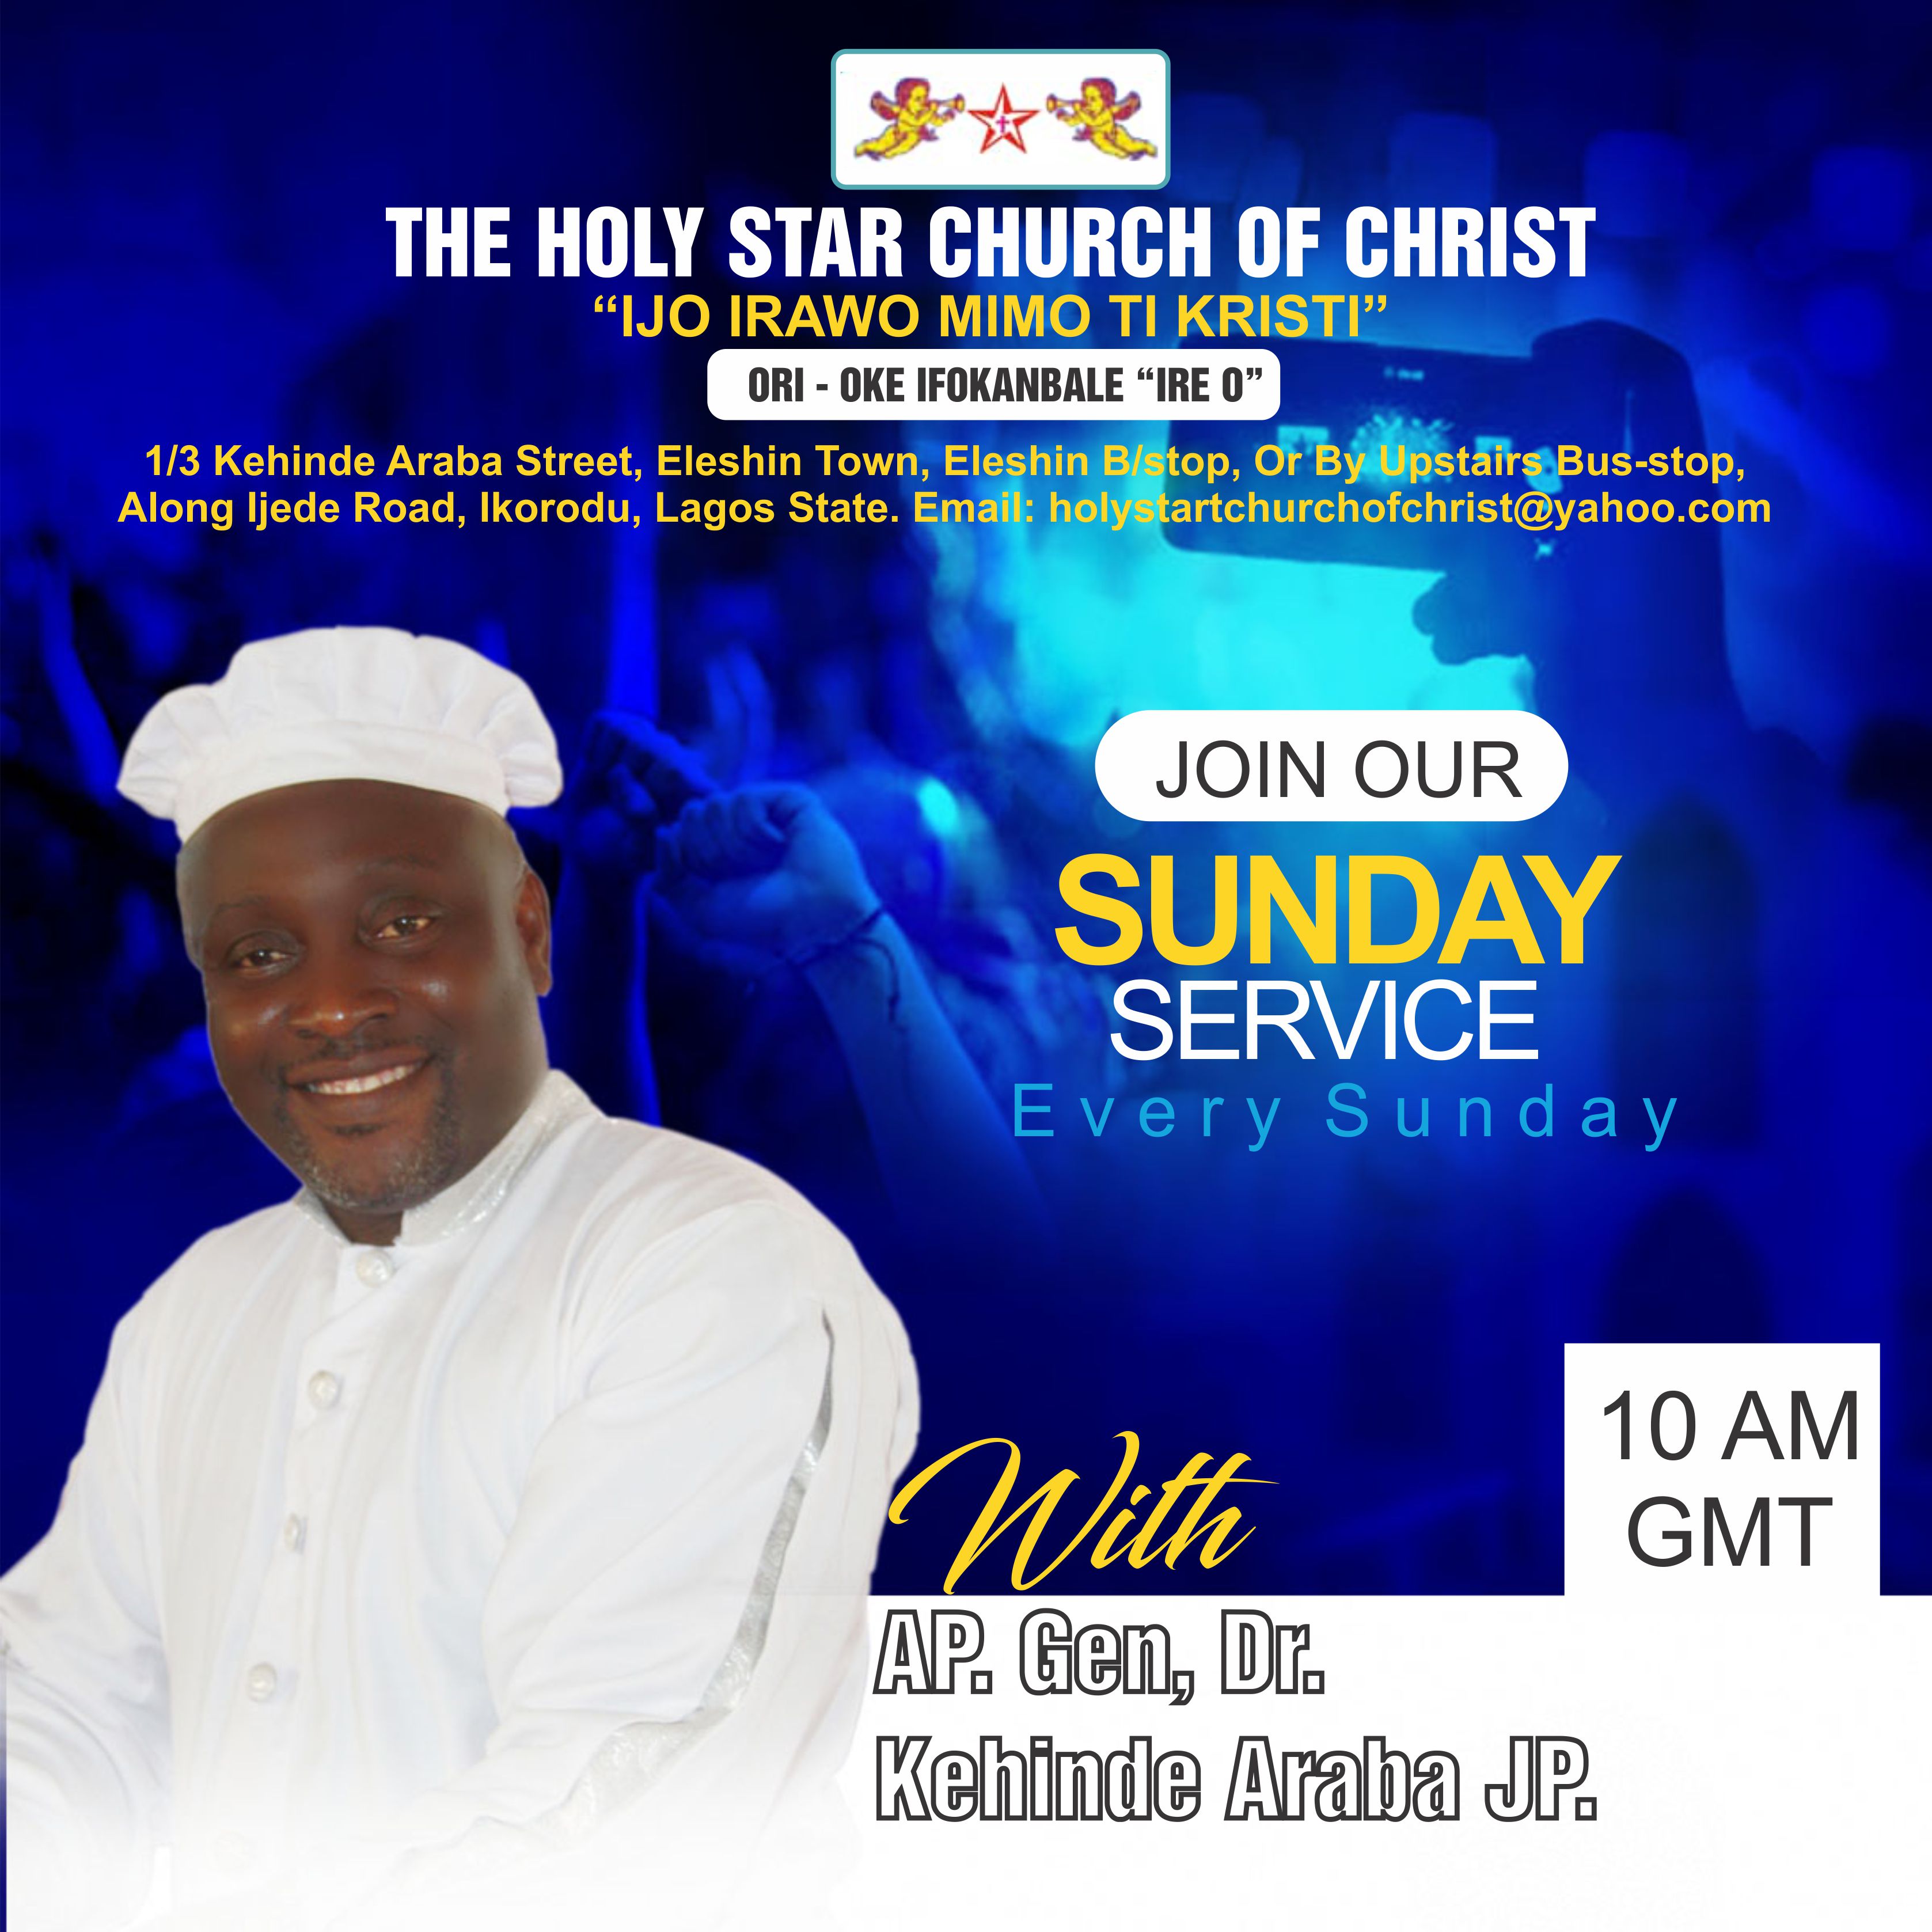 THE HOLY STAR CHURCH OF CHRIST
“IJO IRAWO MIMO TI KRISTI”
ORI - OKE IFOKANBALE “IRE O”
1/3 Kehinde Araba Street, Eleshin Town, Eleshin B/stop, Or By Upstairs Bus-stop,
Along Ijede Road, Ikorodu, Lagos State. Email: holystartchurchofchrist@yahoo.com
JOIN OUR
SUNDAY
SERVICE
Every Sunday
10 AM
GMT
With
AP. Gen, Dr.
Kehinde Araba JP.